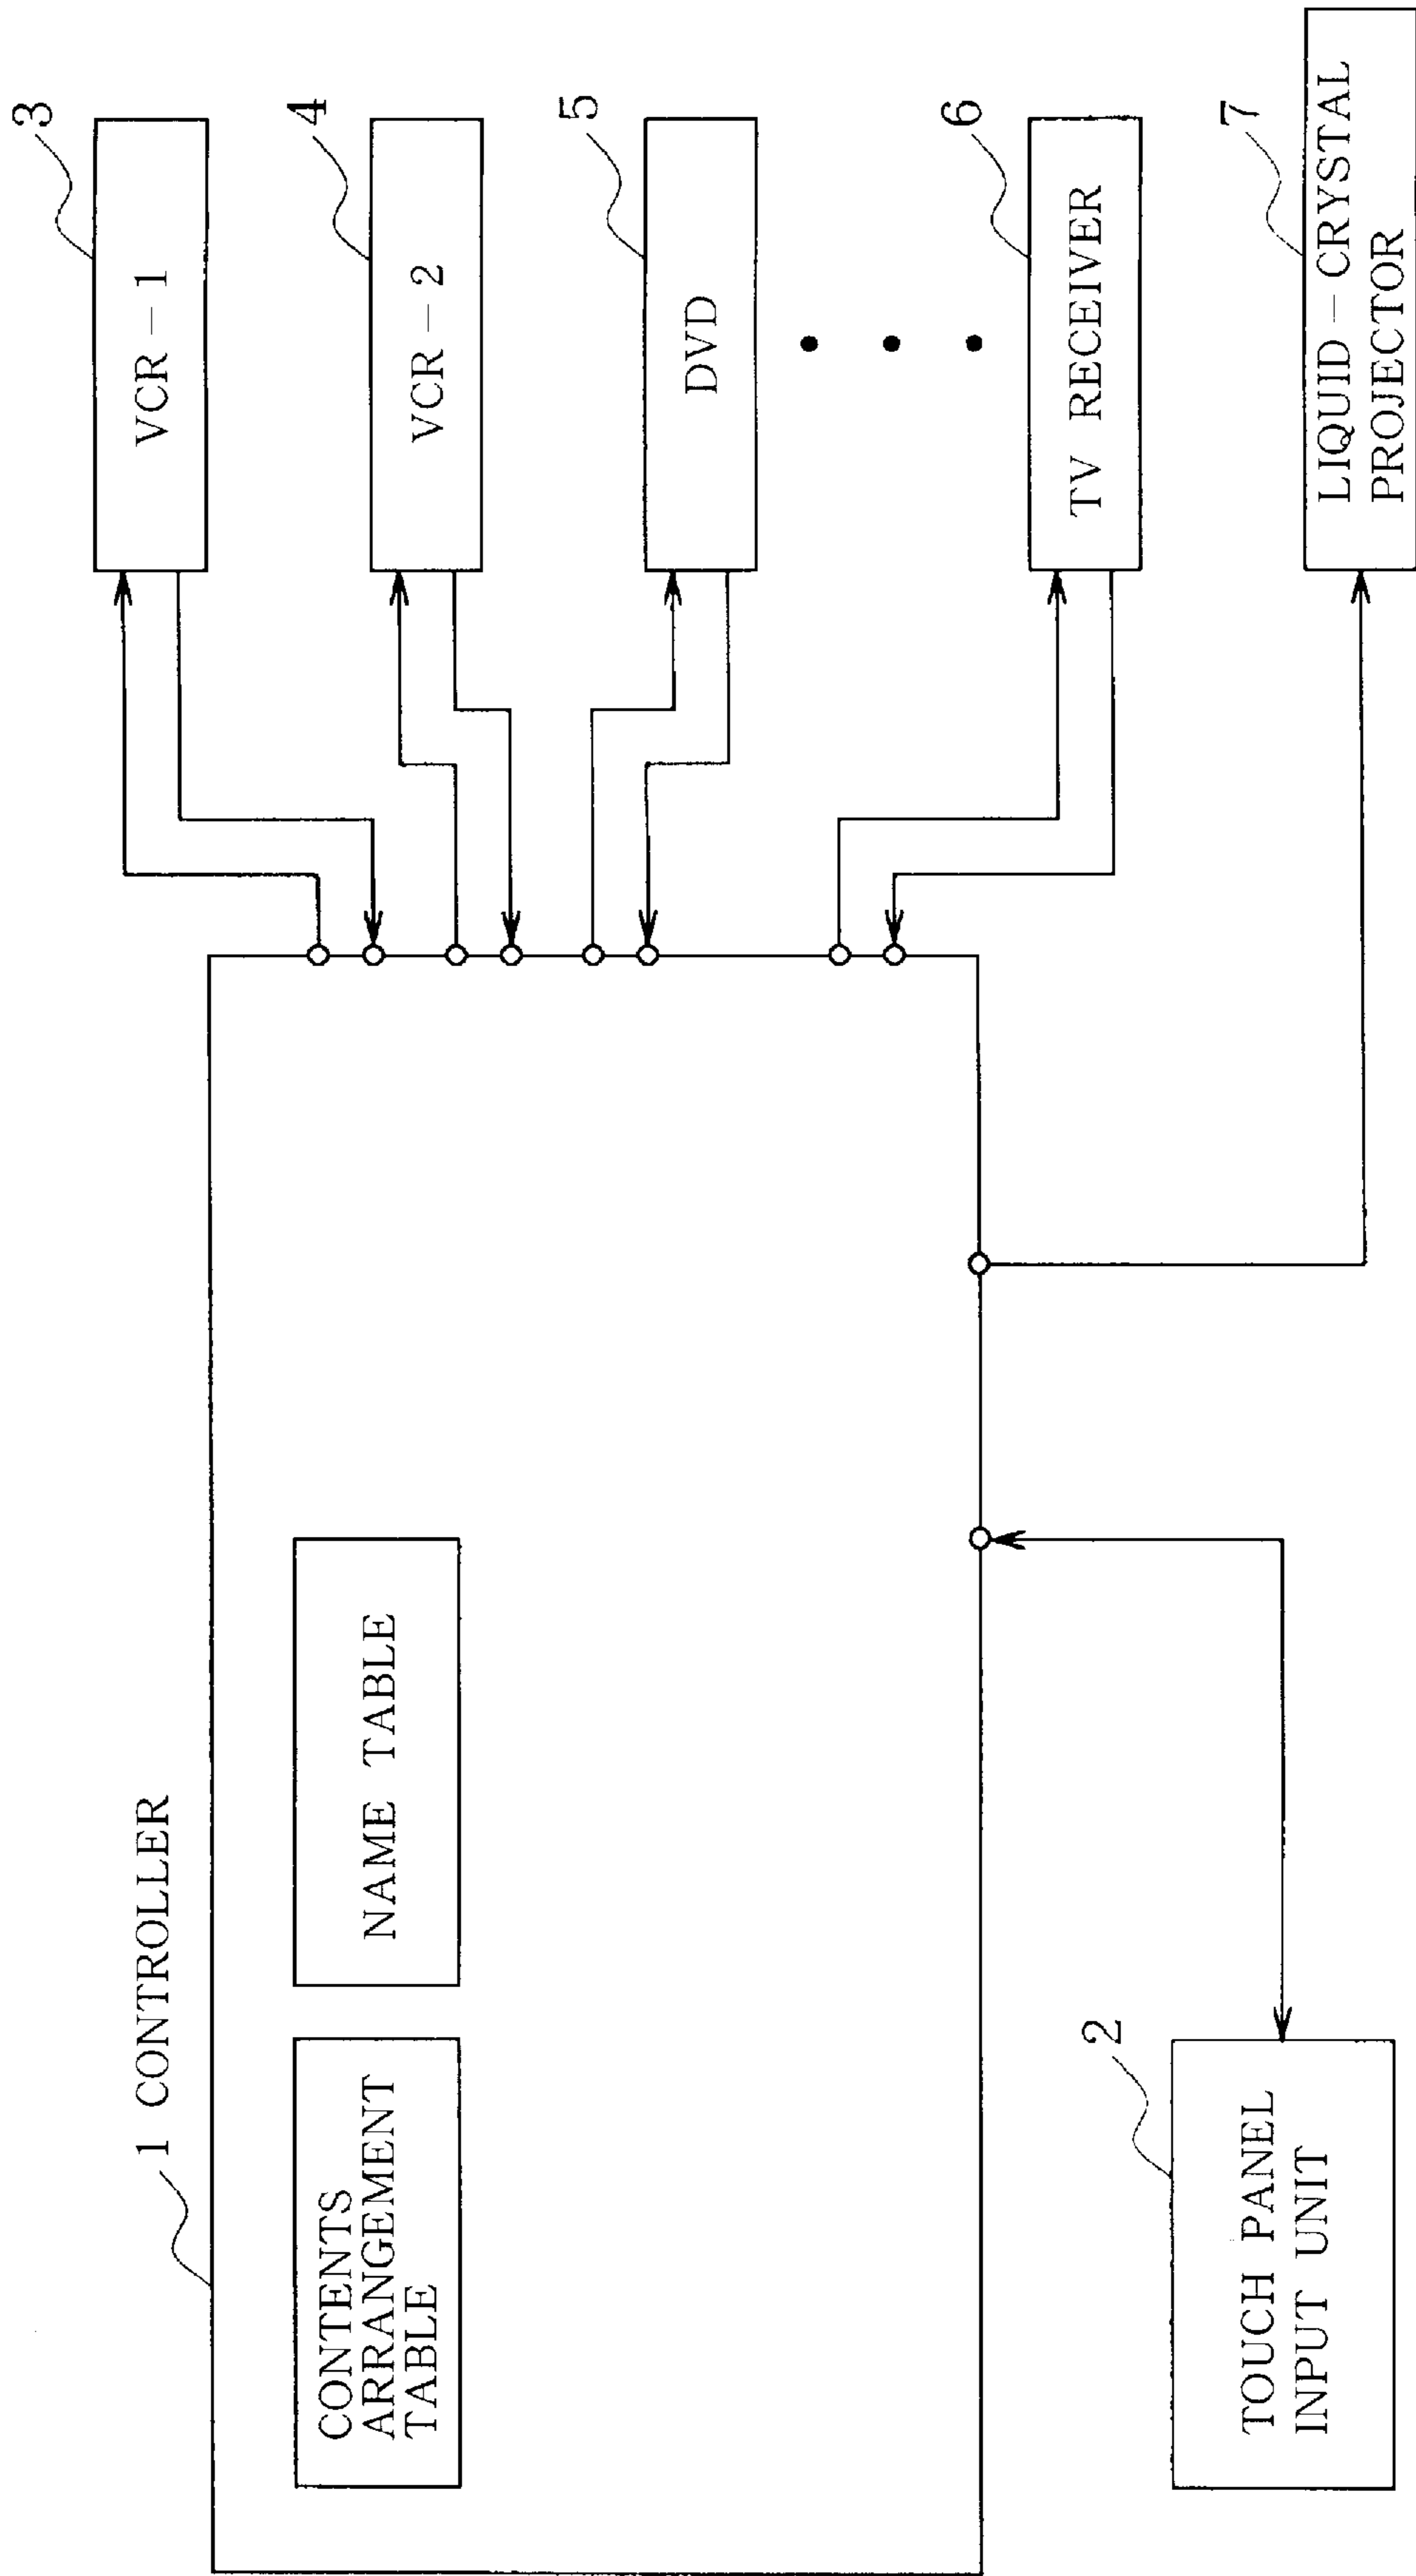 1 CONTROLLER
CONTENTS
ARRANGEMENT
TABLE
NAME TABLE
3
VCR-1
4
VCR-2
5
DVD
6
TV RECEIVER
7
LIQUID-CRYSTAL
PROJECTOR
2
TOUCH PANEL
INPUT UNIT